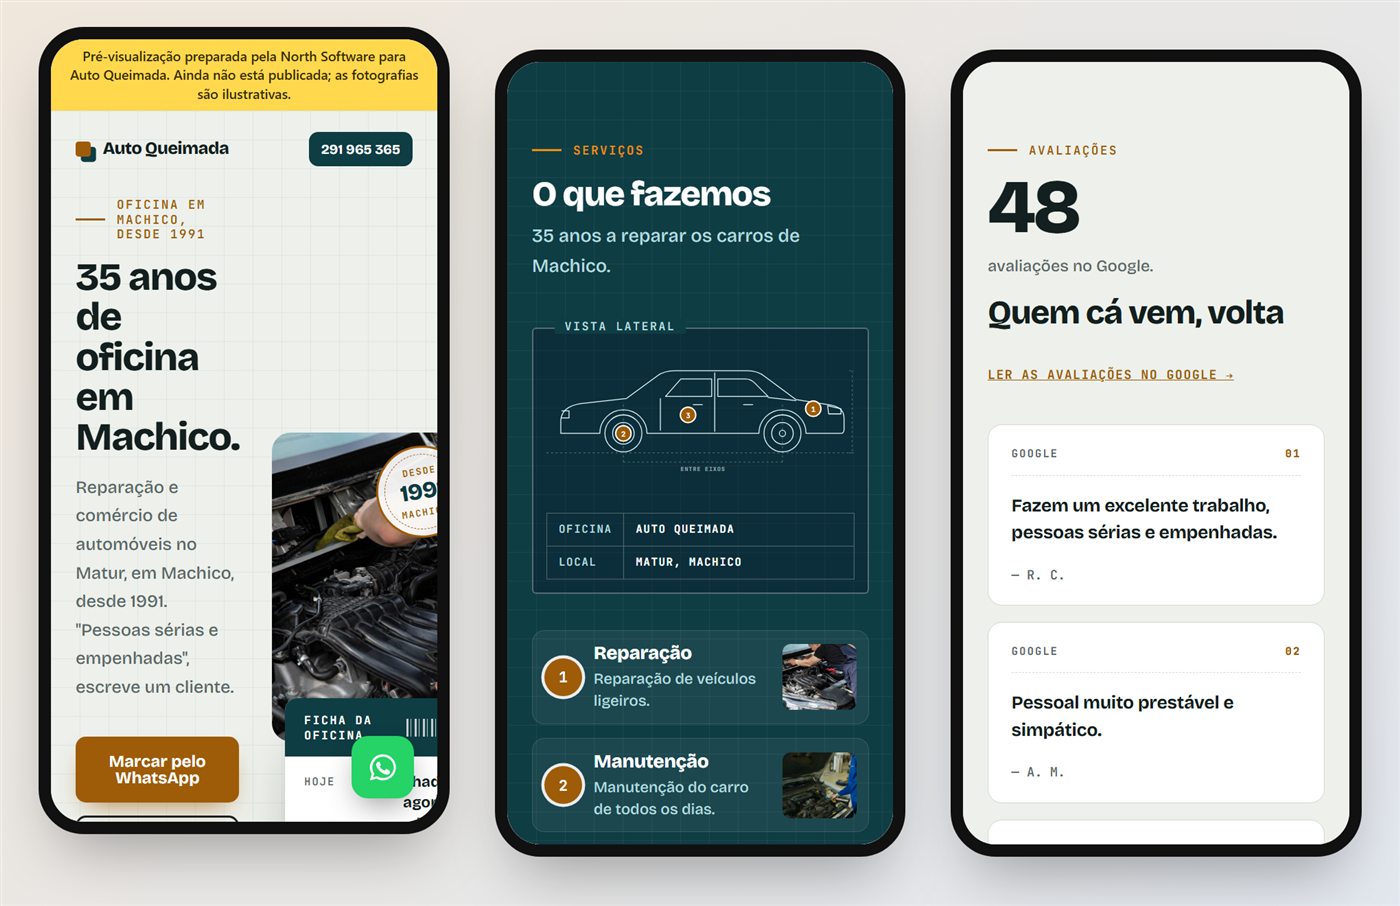 Pré-visualização preparada pela North Software para
Auto Queimada. Ainda não está publicada; as fotografias
são ilustrativas.
Auto Queimada
291 965 365
OFICINA EM
MACHICO,
DESDE 1991
35 anos
de
oficina
em
Machico.
Reparação e
comércio de
automóveis no
Matur, em Machico,
desde 1991.
"Pessoas sérias e
empenhadas",
escreve um cliente.
Marcar pelo
WhatsApp
DESDE
199
MACHI
FICHA DA
OFICINA
HOJE
SERVIÇOS
O que fazemos
35 anos a reparar os carros de
Machico.
VISTA LATERAL
1
2
3
ENTRE EIXOS
OFICINA AUTO QUEIMADA
LOCAL MATUR, MACHICO
1
Reparação
Reparação de veículos
ligeiros.
2
Manutenção
Manutenção do carro
de todos os dias.
AVALIAÇÕES
48
avaliações no Google.
Quem cá vem, volta
LER AS AVALIAÇÕES NO GOOGLE →
GOOGLE 01
Fazem um excelente trabalho,
pessoas sérias e empenhadas.
— R. C.
GOOGLE 02
Pessoal muito prestável e
simpático.
— A. M.